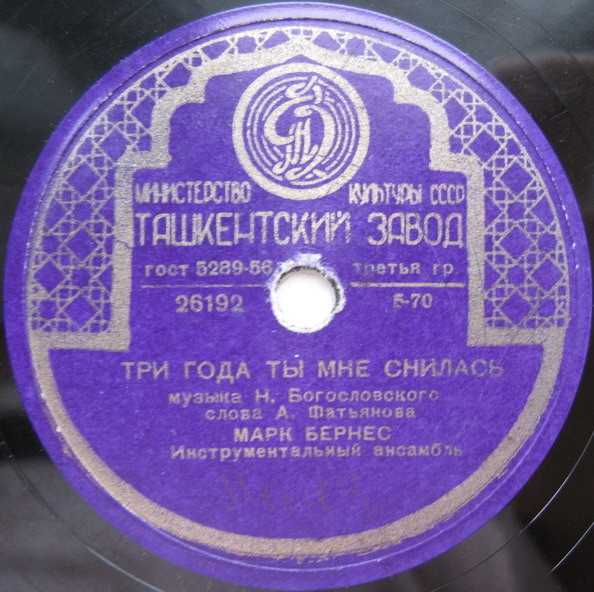 МИНИСТЕРСТВО КУЛЬТУРЫ СССР
ТАШКЕНТСКИЙ ЗАВОД
гост 5289-56 третья гр.
26192 Б-70
ТРИ ГОДА ТЫ МНЕ СНИЛАСЬ
музыка Н. Богословского
слова А. Фатьянова
МАРК БЕРНЕС
Инструментальный ансамбль